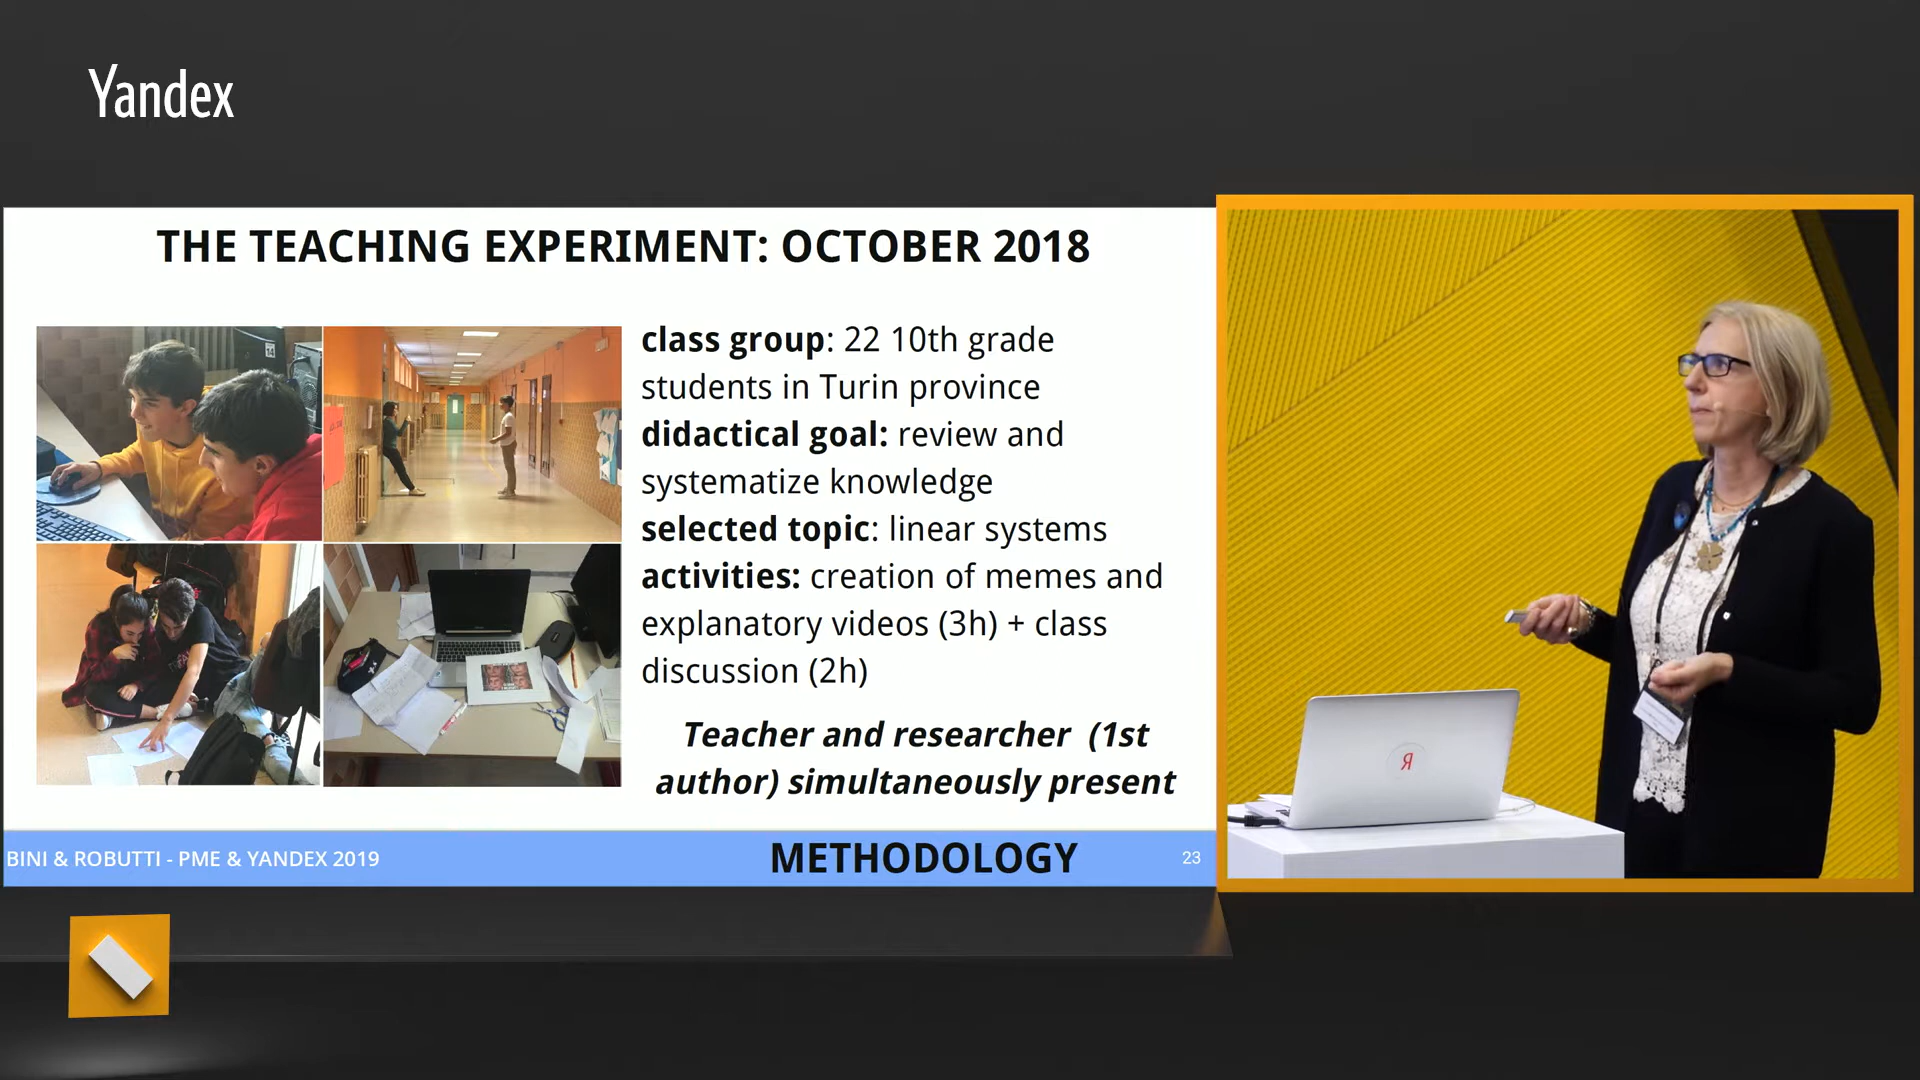 Yandex
THE TEACHING EXPERIMENT: OCTOBER 2018
class group: 22 10th grade
students in Turin province
didactical goal: review and
systematize knowledge
selected topic: linear systems
activities: creation of memes and
explanatory videos (3h) + class
discussion (2h)
Teacher and researcher (1st
author) simultaneously present
BINI & ROBUTTI - PME & YANDEX 2019
METHODOLOGY
23
Я